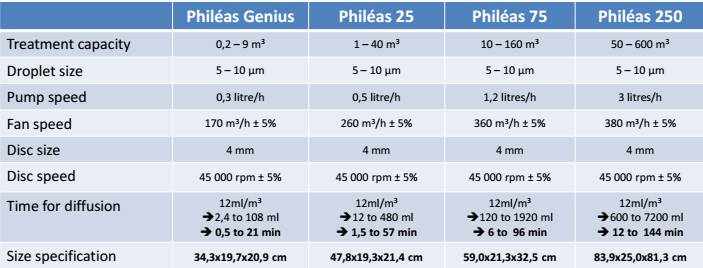 Philéas Genius Philéas 25 Philéas 75 Philéas 250
Treatment capacity 0,2 – 9 m³ 1 – 40 m³ 10 – 160 m³ 50 – 600 m³
Droplet size 5 – 10 µm 5 – 10 µm 5 – 10 µm 5 – 10 µm
Pump speed 0,3 litre/h 0,5 litre/h 1,2 litres/h 3 litres/h
Fan speed 170 m³/h ± 5% 260 m³/h ± 5% 360 m³/h ± 5% 380 m³/h ± 5%
Disc size 4 mm 4 mm 4 mm 4 mm
Disc speed 45 000 rpm ± 5% 45 000 rpm ± 5% 45 000 rpm ± 5% 45 000 rpm ± 5%
Time for diffusion 12ml/m³ 12ml/m³ 12ml/m³ 12ml/m³
➔2,4 to 108 ml ➔12 to 480 ml ➔120 to 1920 ml ➔600 to 7200 ml
➔ 0,5 to 21 min ➔ 1,5 to 57 min ➔ 6 to 96 min ➔ 12 to 144 min
Size specification 34,3x19,7x20,9 cm 47,8x19,3x21,4 cm 59,0x21,3x32,5 cm 83,9x25,0x81,3 cm